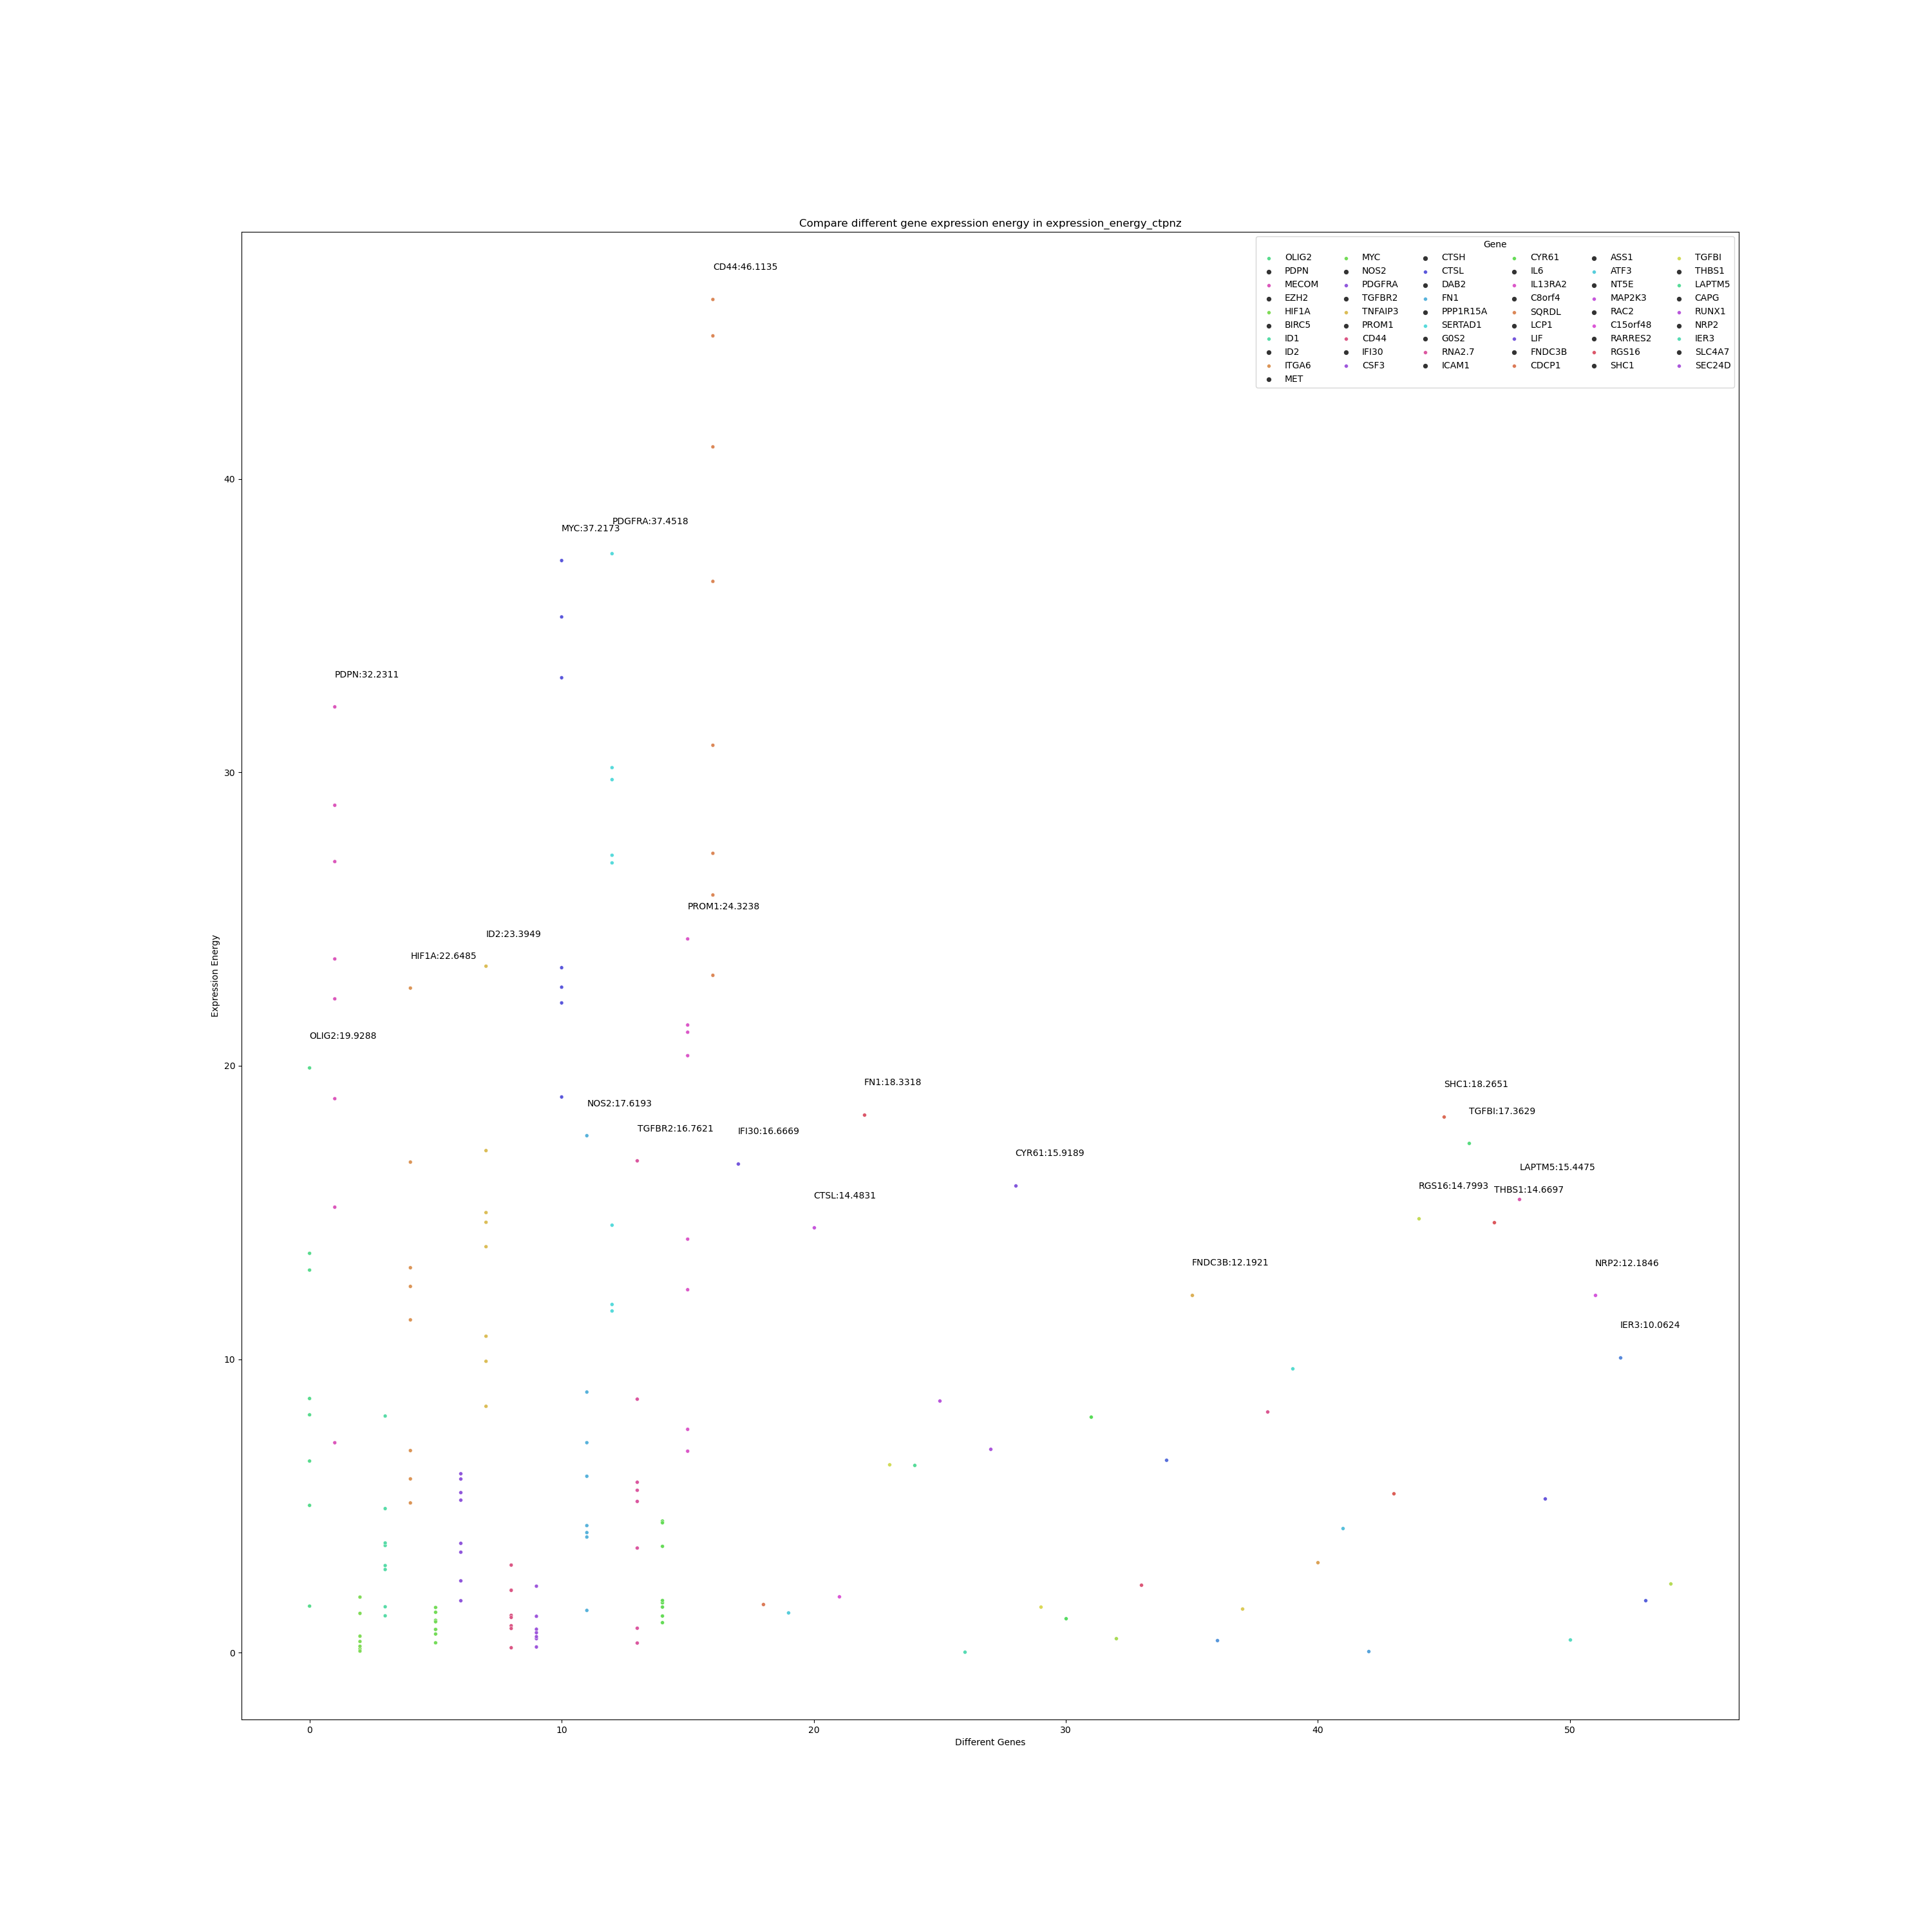 Compare different gene expression energy in expression_energy_ctpnz
Gene
OLIG2 MYC CTSH CYR61 ASS1 TGFBI
PDPN NOS2 CTSL IL6 ATF3 THBS1
MECOM PDGFRA DAB2 IL13RA2 NT5E LAPTM5
EZH2 TGFBR2 FN1 C8orf4 MAP2K3 CAPG
HIF1A TNFAIP3 PPP1R15A SQRDL RAC2 RUNX1
BIRC5 PROM1 SERTAD1 LCP1 C15orf48 NRP2
ID1 CD44 G0S2 LIF RARRES2 IER3
ID2 IFI30 RNA2.7 FNDC3B RGS16 SLC4A7
ITGA6 CSF3 ICAM1 CDCP1 SHC1 SEC24D
MET
CD44:46.1135
40
PDGFRA:37.4518
MYC:37.2173
PDPN:32.2311
30
PROM1:24.3238
ID2:23.3949
HIF1A:22.6485
OLIG2:19.9288
20
FN1:18.3318
SHC1:18.2651
NOS2:17.6193
TGFBI:17.3629
TGFBR2:16.7621
IFI30:16.6669
CYR61:15.9189
LAPTM5:15.4475
RGS16:14.7993
THBS1:14.6697
CTSL:14.4831
FNDC3B:12.1921
NRP2:12.1846
IER3:10.0624
10
0
Expression Energy
0 10 20 30 40 50
Different Genes